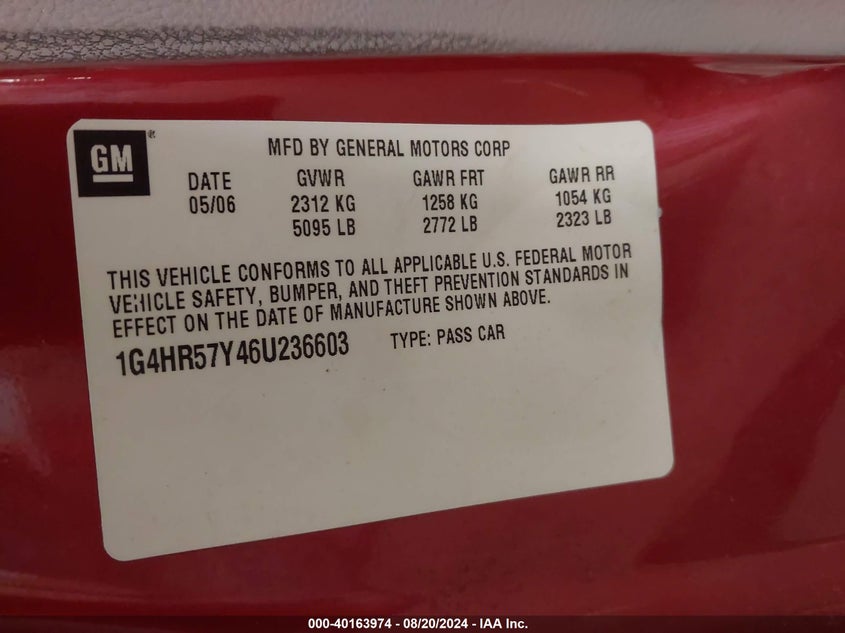 GM®
MFD BY GENERAL MOTORS CORP
DATE GVWR GAWR FRT GAWR RR
05/06 2312 KG 1258 KG 1054 KG
5095 LB 2772 LB 2323 LB
THIS VEHICLE CONFORMS TO ALL APPLICABLE U.S. FEDERAL MOTOR
VEHICLE SAFETY, BUMPER, AND THEFT PREVENTION STANDARDS IN
EFFECT ON THE DATE OF MANUFACTURE SHOWN ABOVE.
1G4HR57Y46U236603 TYPE: PASS CAR
000-40163974 - 08/20/2024 - IAA Inc.